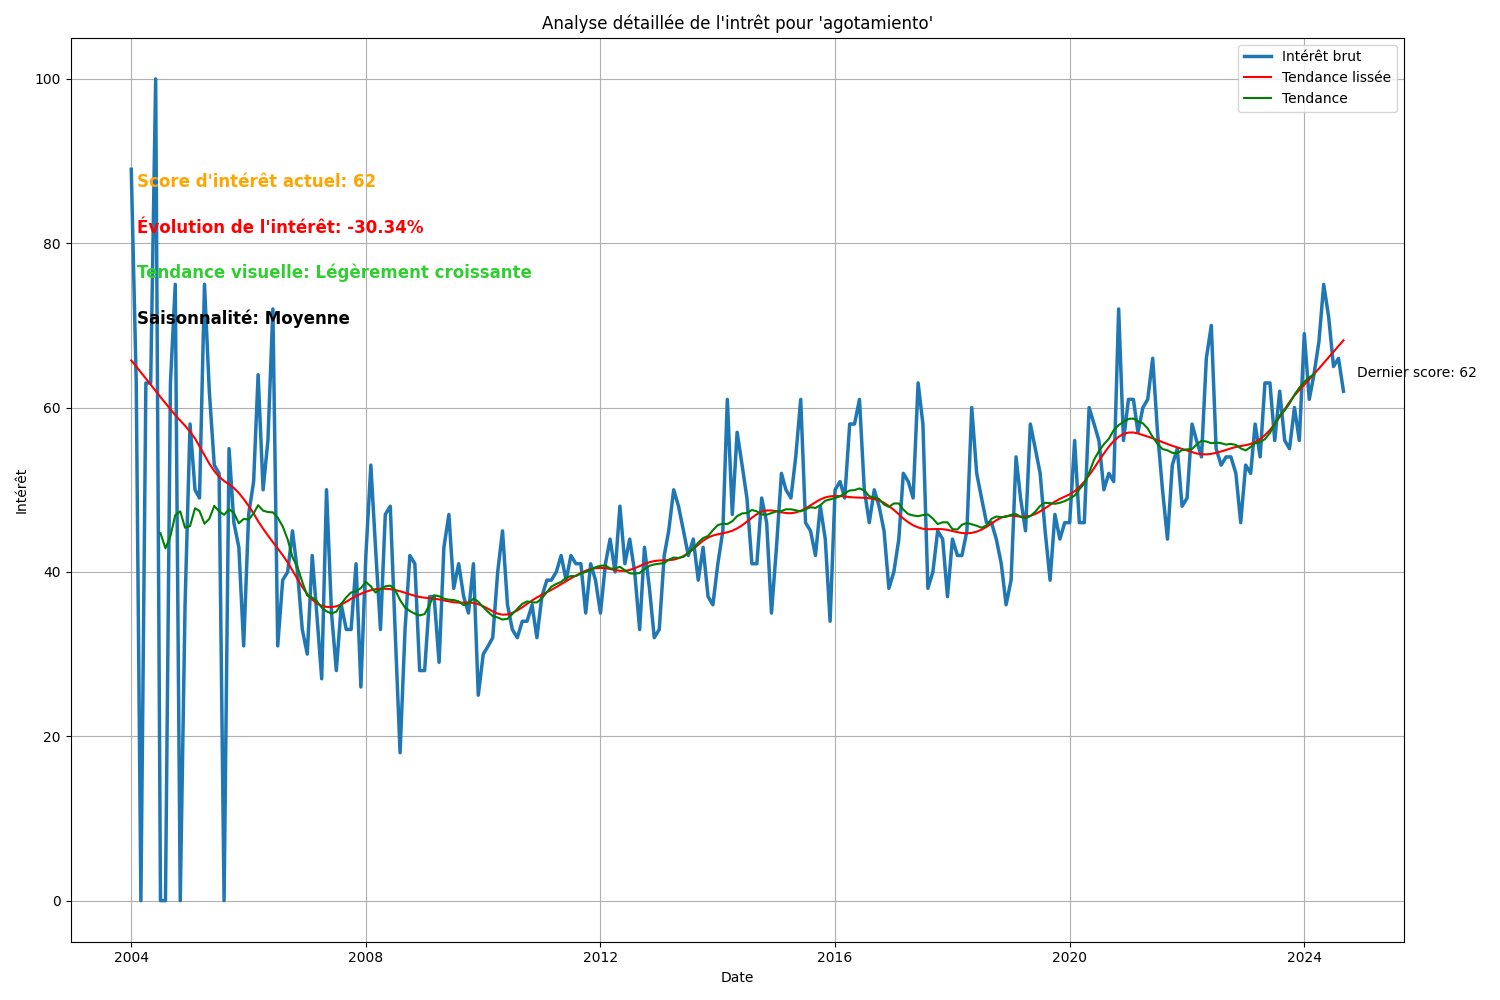 Analyse détaillée de l'intrêt pour 'agotamiento'
Intérêt brut
Tendance lissée
Tendance
Score d'intérêt actuel: 62
Évolution de l'intérêt: -30.34%
Tendance visuelle: Légèrement croissante
Saisonnalité: Moyenne
Dernier score: 62
Intérêt
100
80
60
40
20
0
2004 2008 2012 2016 2020 2024
Date